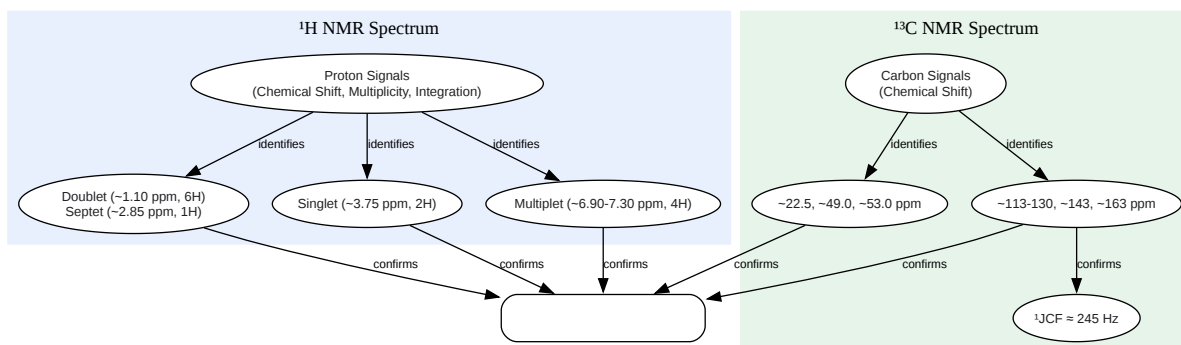 ¹H NMR Spectrum
¹³C NMR Spectrum
Proton Signals
(Chemical Shift, Multiplicity, Integration)
Carbon Signals
(Chemical Shift)
identifies
identifies
identifies
identifies
identifies
Doublet (~1.10 ppm, 6H)
Septet (~2.85 ppm, 1H)
Singlet (~3.75 ppm, 2H)
Multiplet (~6.90-7.30 ppm, 4H)
~22.5, ~49.0, ~53.0 ppm
~113-130, ~143, ~163 ppm
confirms
confirms
confirms
confirms
confirms
confirms
¹JCF ≈ 245 Hz